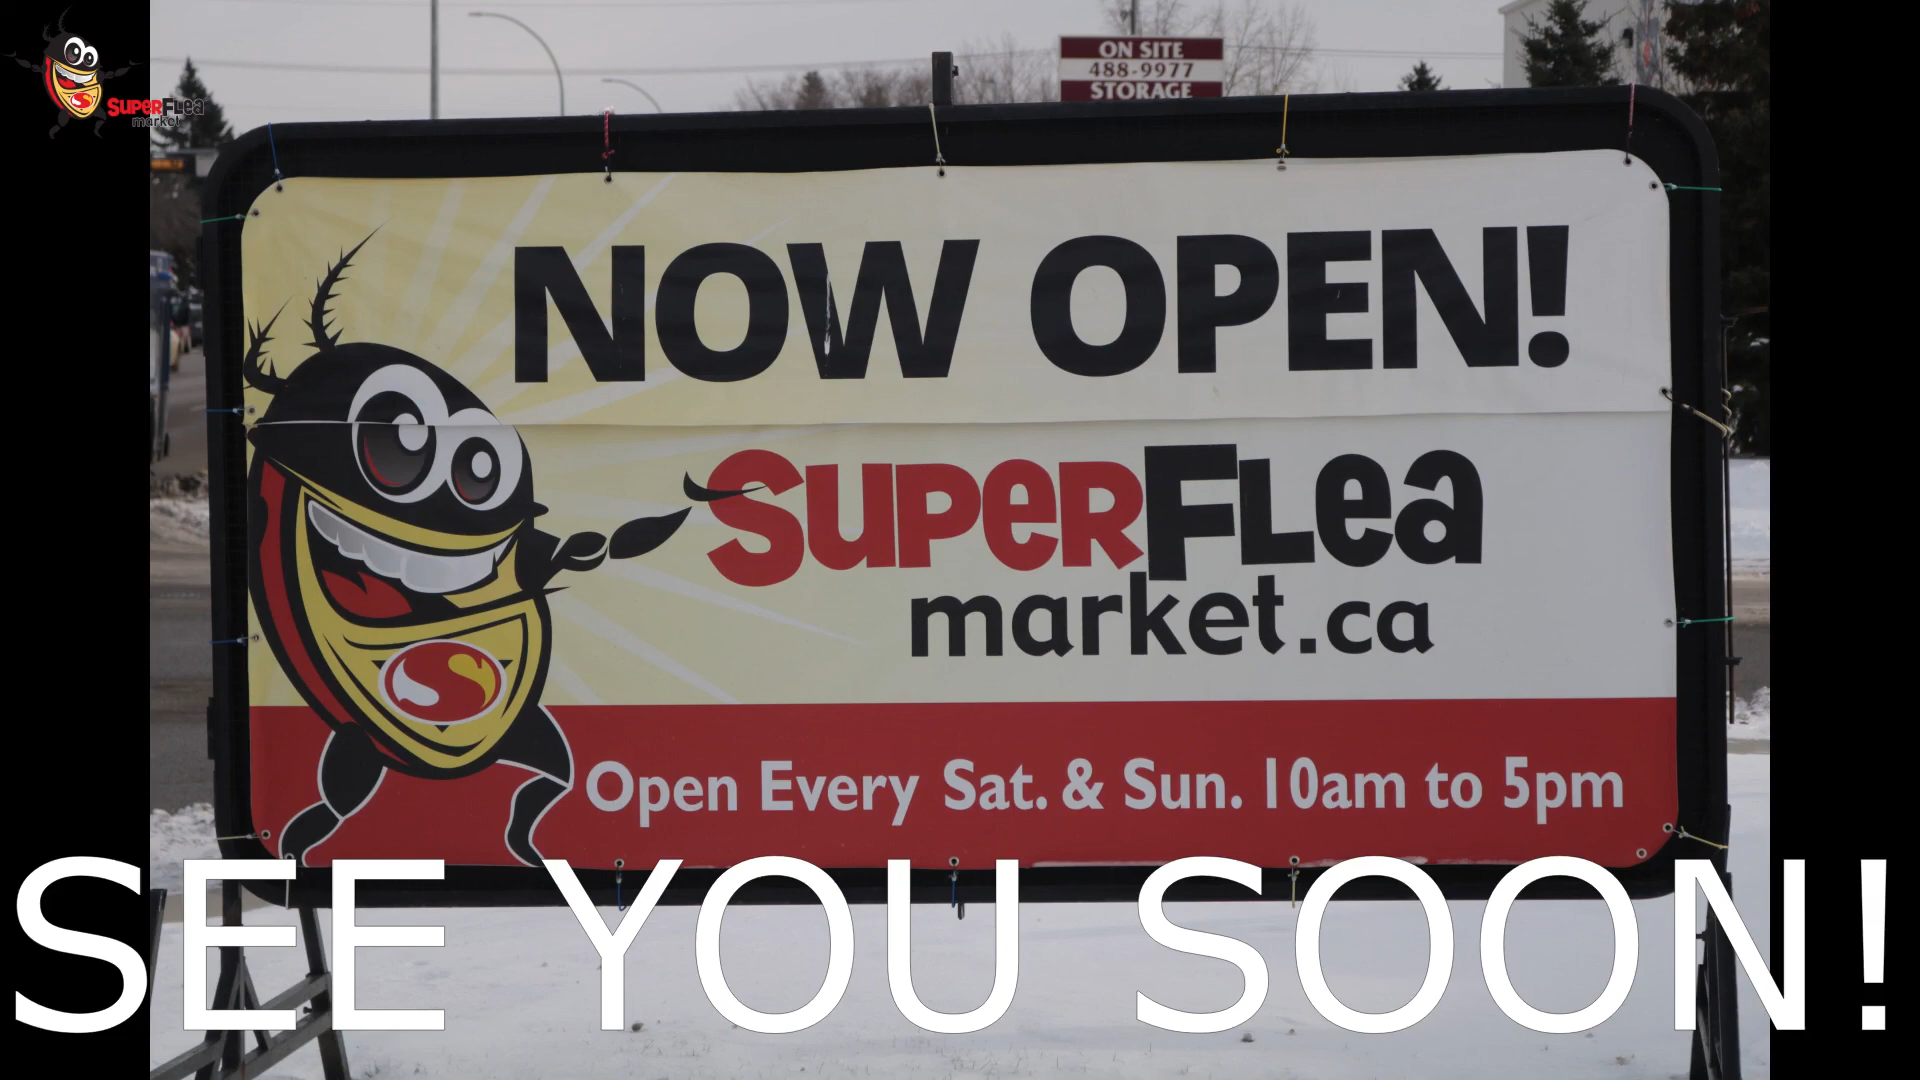 ON SITE
488-9977
STORAGE
SuperFlea
market
NOW OPEN!
SuperFlea
market.ca
S
Open Every Sat. & Sun. 10am to 5pm
SEE YOU SOON!